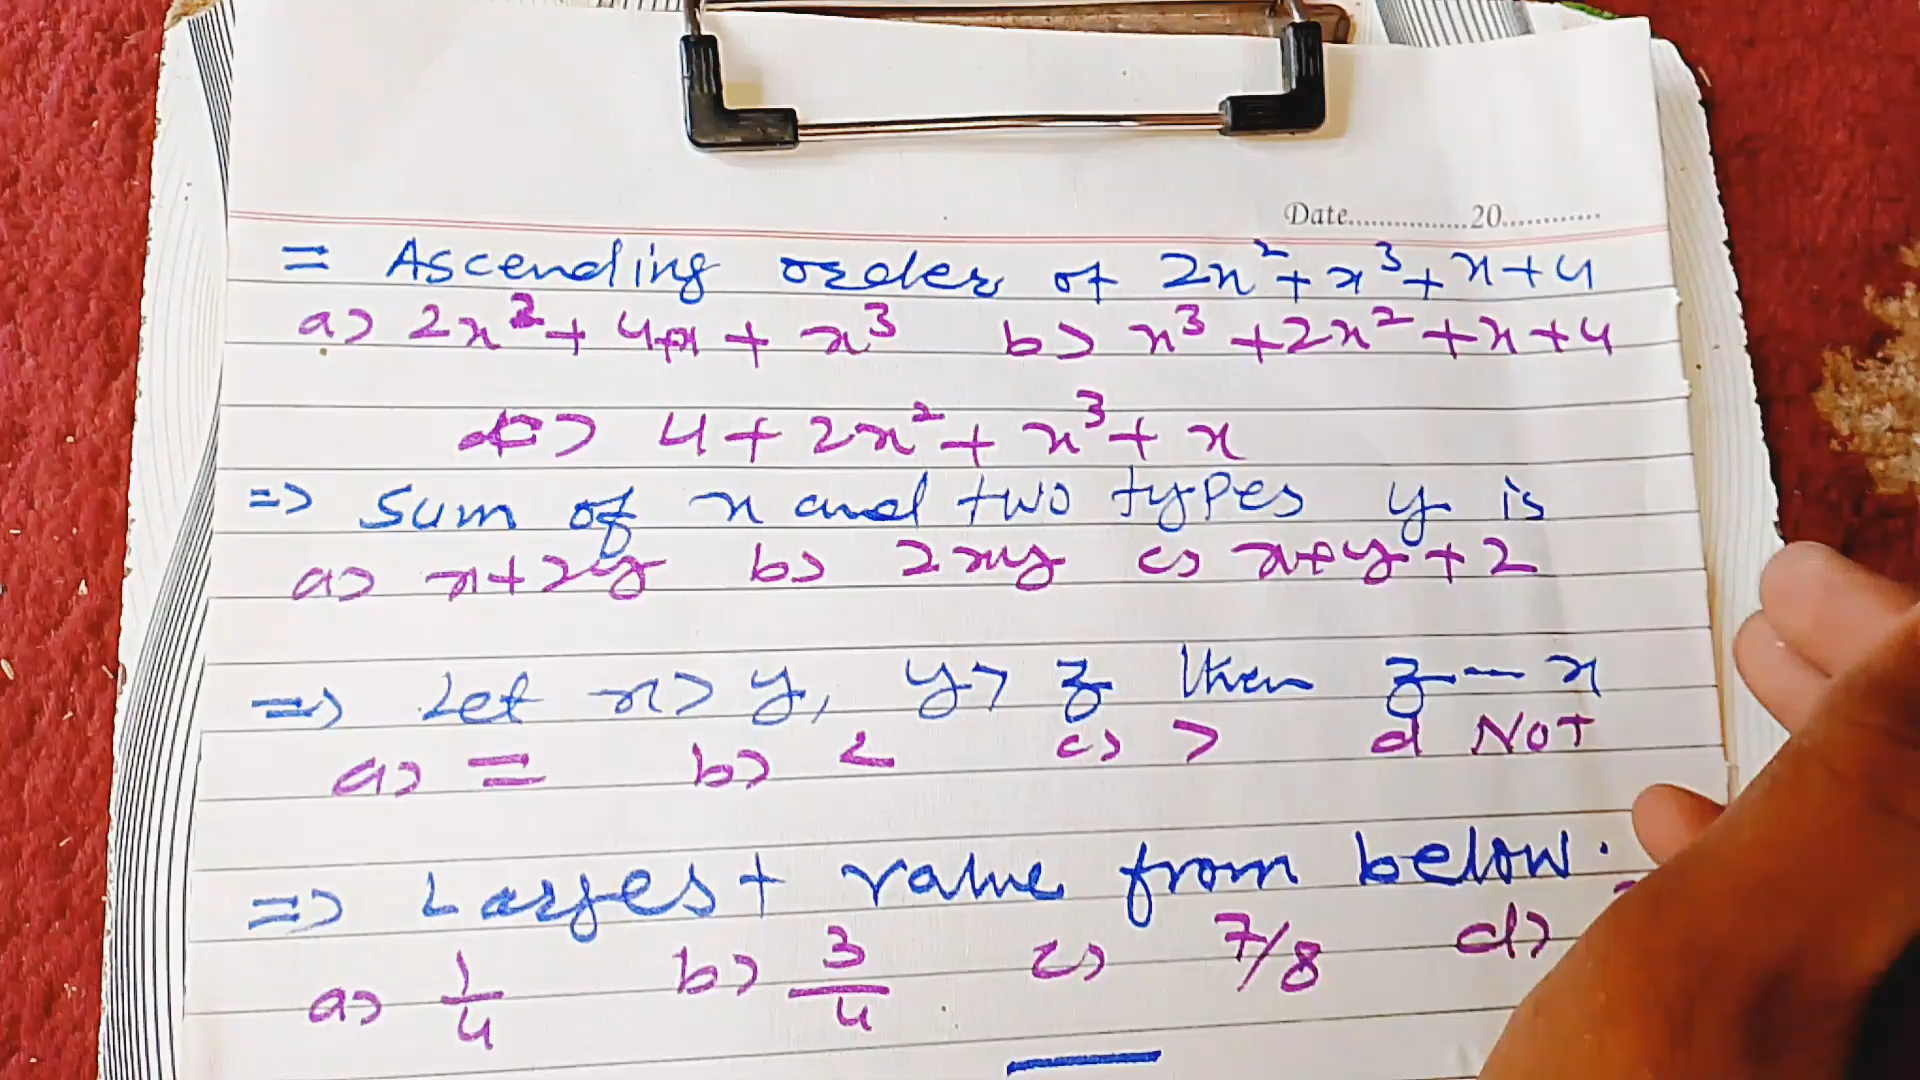 Date..............20...........
= Ascending order of 2x² + x³ + x + 4
a) 2x² + 4+x + x³ b) x³ + 2x² + x + 4
c) 4 + 2x² + x³ + x
=> Sum of x and two types y is
a) x+2y b) 2xy c) x+y+2
=> Let x > y, y > z then z — x
a) = b) < c) > d NOT
=> Largest value from below.
a) 1/4 b) 3/4 c) 7/8 d)